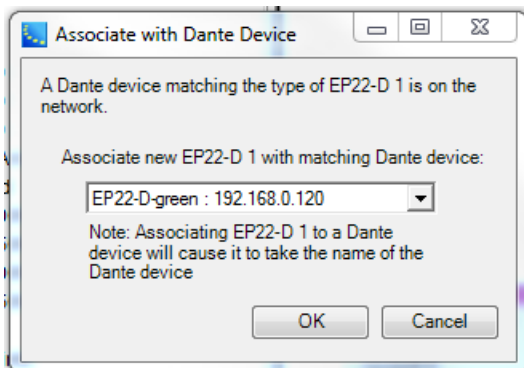 Associate with Dante Device
A Dante device matching the type of EP22-D 1 is on the
network.
Associate new EP22-D 1 with matching Dante device:
EP22-D-green : 192.168.0.120
Note: Associating EP22-D 1 to a Dante
device will cause it to take the name of the
Dante device
OK Cancel